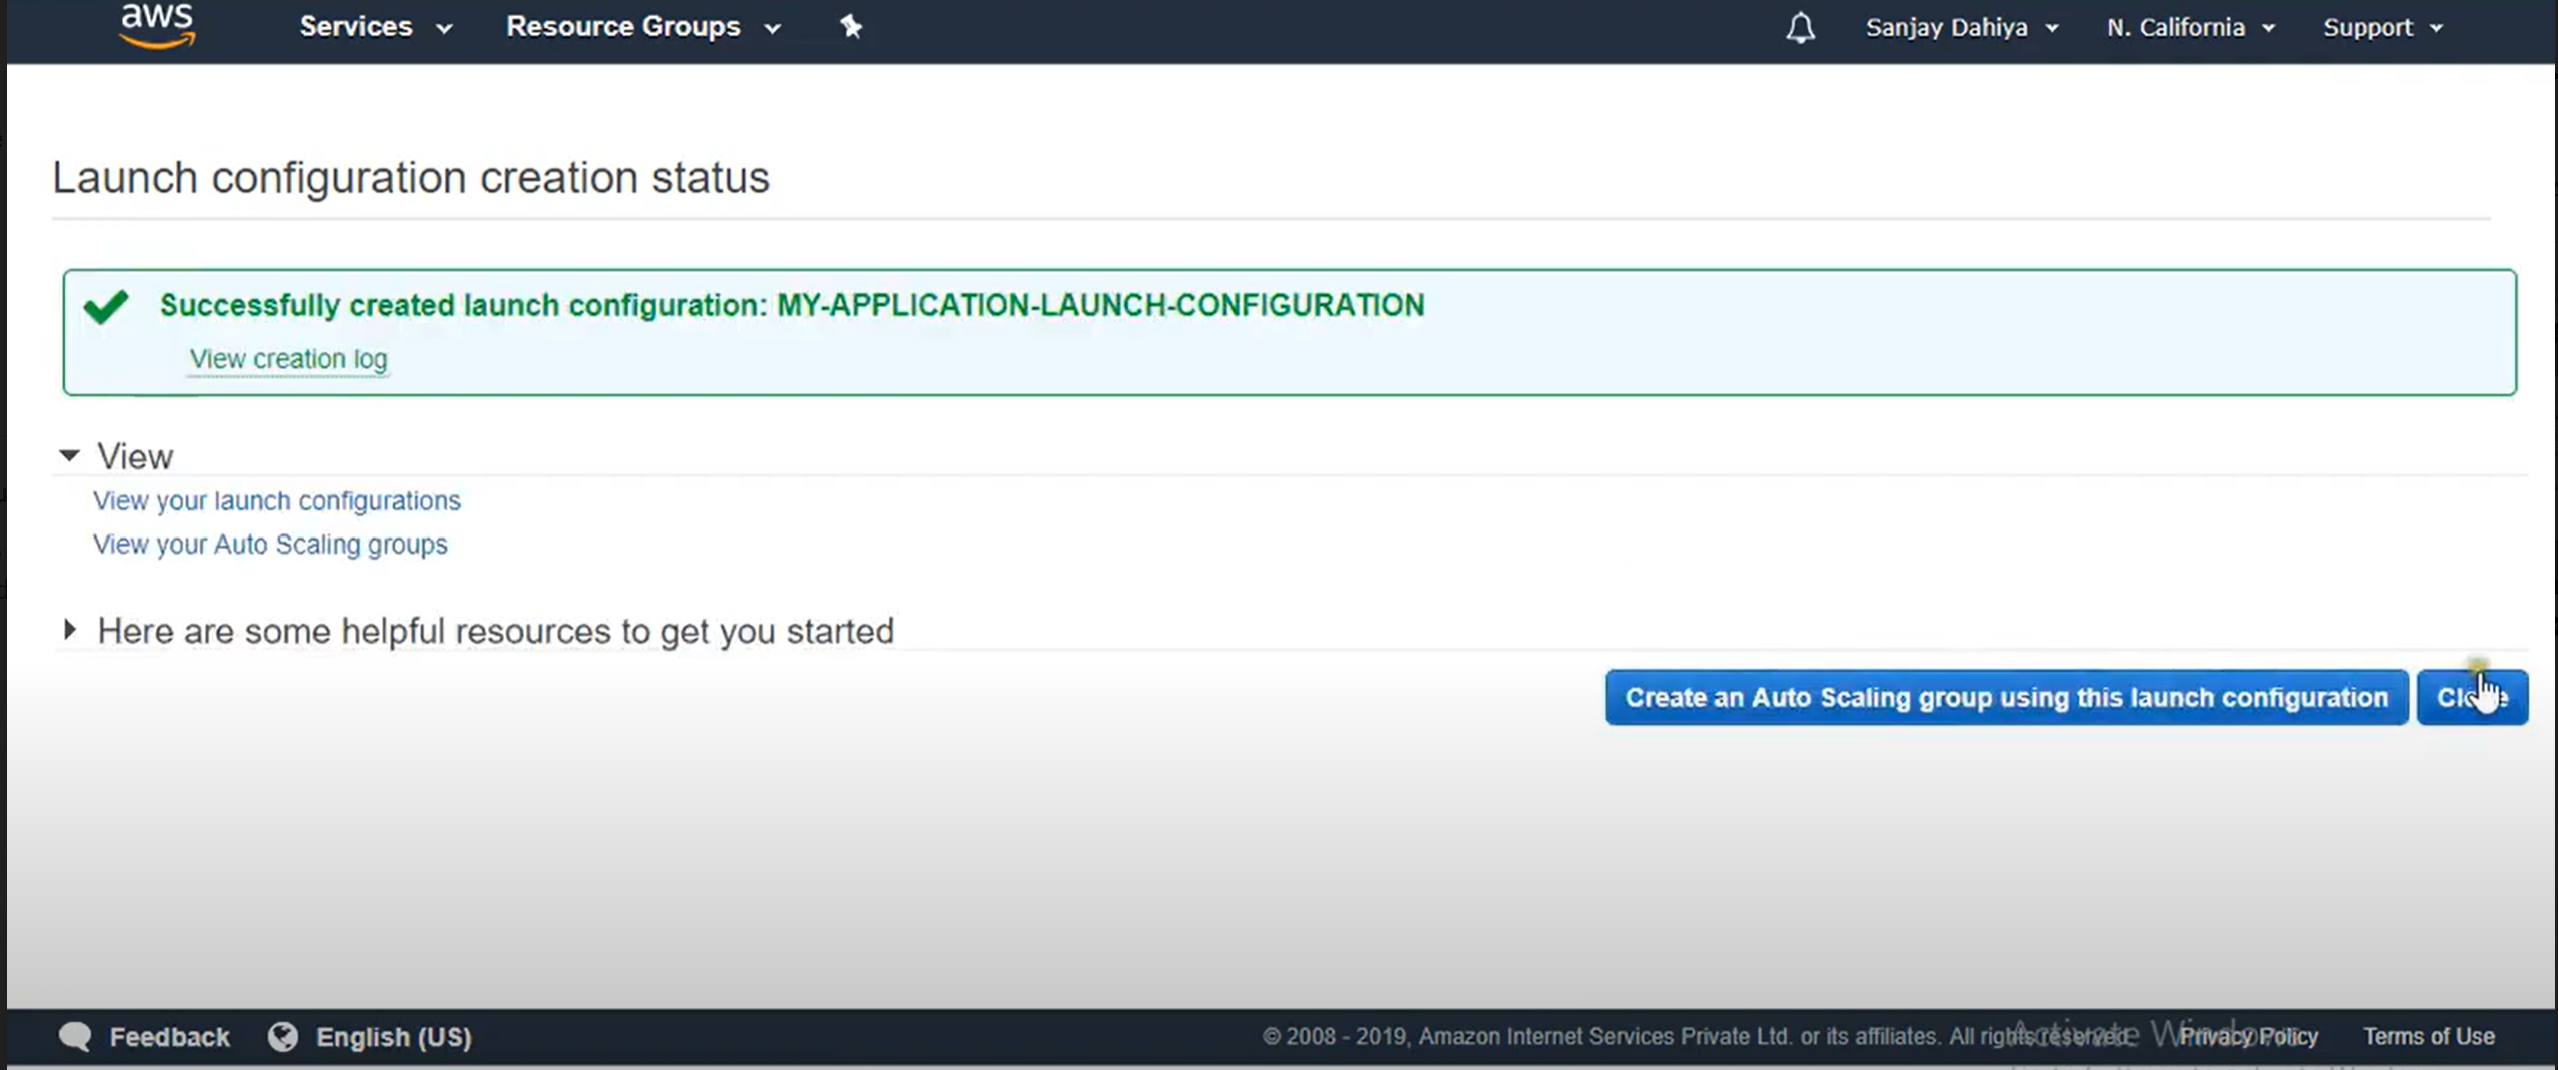 aws Services Resource Groups Sanjay Dahiya N. California Support
Launch configuration creation status
Successfully created launch configuration: MY-APPLICATION-LAUNCH-CONFIGURATION
View creation log
View
View your launch configurations
View your Auto Scaling groups
Here are some helpful resources to get you started
Create an Auto Scaling group using this launch configuration
Feedback English (US) © 2008 - 2019, Amazon Internet Services Private Ltd. or its affiliates. All rights reserved. Privacy Policy Terms of Use
Activate Windows